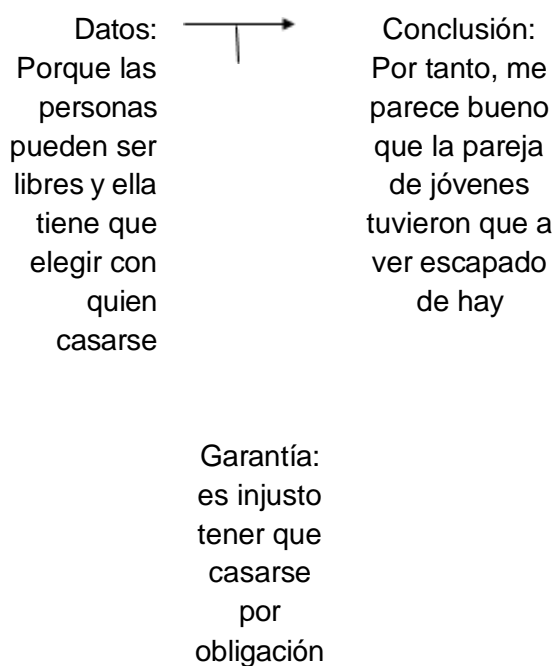 Datos:
Porque las
personas
pueden ser
libres y ella
tiene que
elegir con
quien
casarse
Conclusión:
Por tanto, me
parece bueno
que la pareja
de jóvenes
tuvieron que a
ver escapado
de hay
Garantía:
es injusto
tener que
casarse
por
obligación